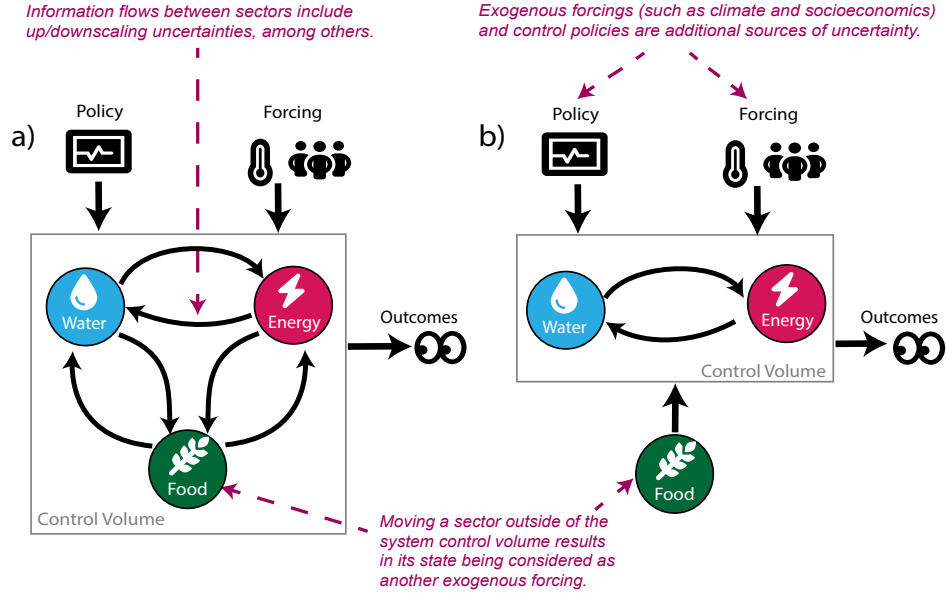 Information flows between sectors include
up/downscaling uncertainties, among others.
Exogenous forcings (such as climate and socioeconomics)
and control policies are additional sources of uncertainty.
a)
Policy
Forcing
Water
Energy
Food
Control Volume
Outcomes
b)
Policy
Forcing
Water
Energy
Control Volume
Outcomes
Food
Moving a sector outside of the
system control volume results
in its state being considered as
another exogenous forcing.